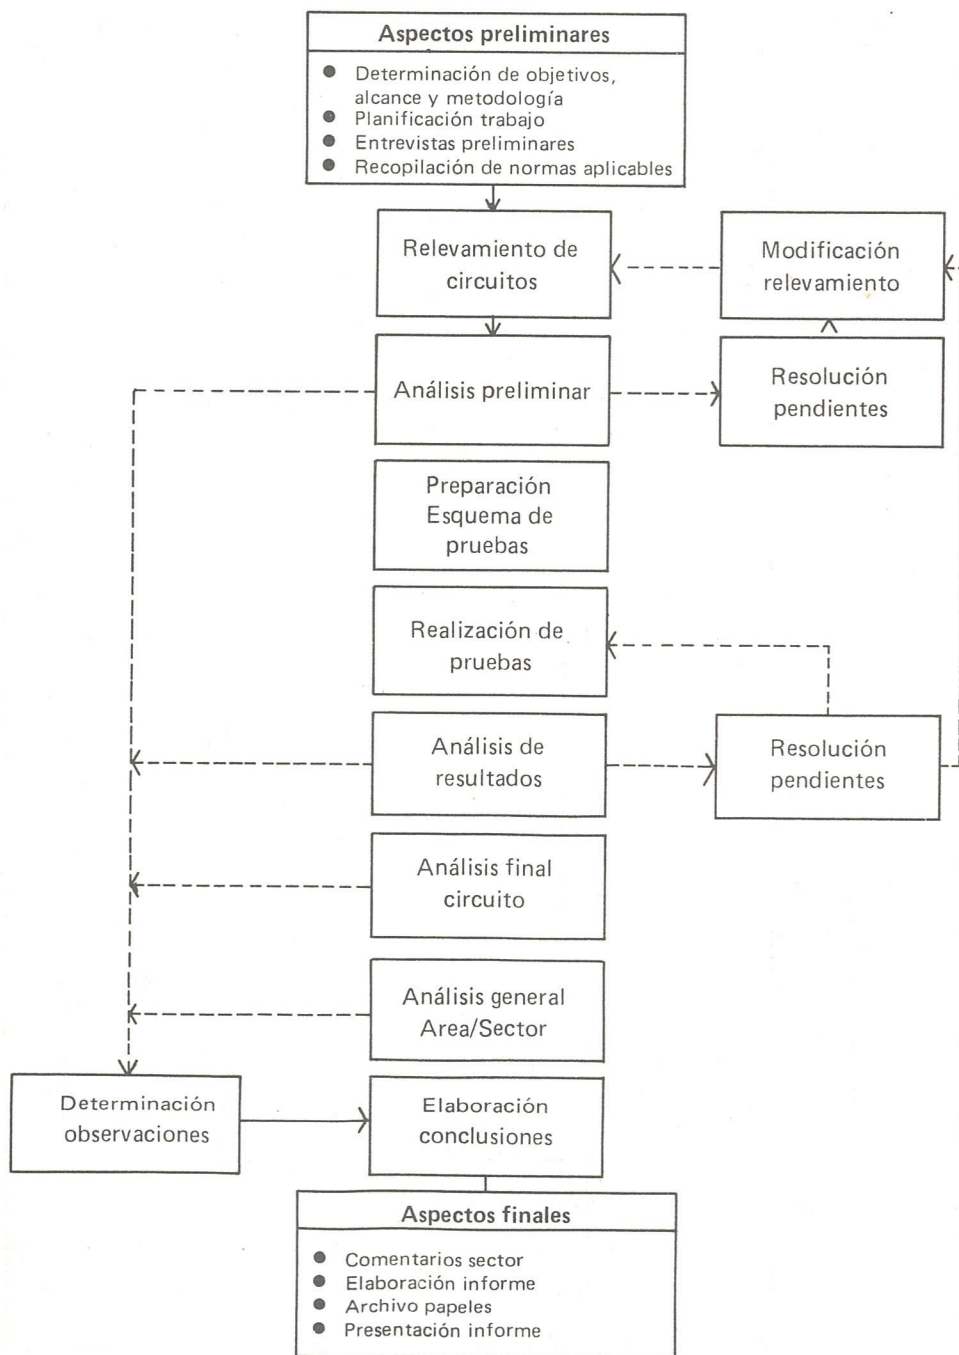 Aspectos preliminares
● Determinación de objetivos,
alcance y metodología
● Planificación trabajo
● Entrevistas preliminares
● Recopilación de normas aplicables
Relevamiento de
circuitos
Modificación
relevamiento
Análisis preliminar
Resolución
pendientes
Preparación
Esquema de
pruebas
Realización de
pruebas
Análisis de
resultados
Resolución
pendientes
Análisis final
circuito
Análisis general
Area/Sector
Determinación
observaciones
Elaboración
conclusiones
Aspectos finales
● Comentarios sector
● Elaboración informe
● Archivo papeles
● Presentación informe